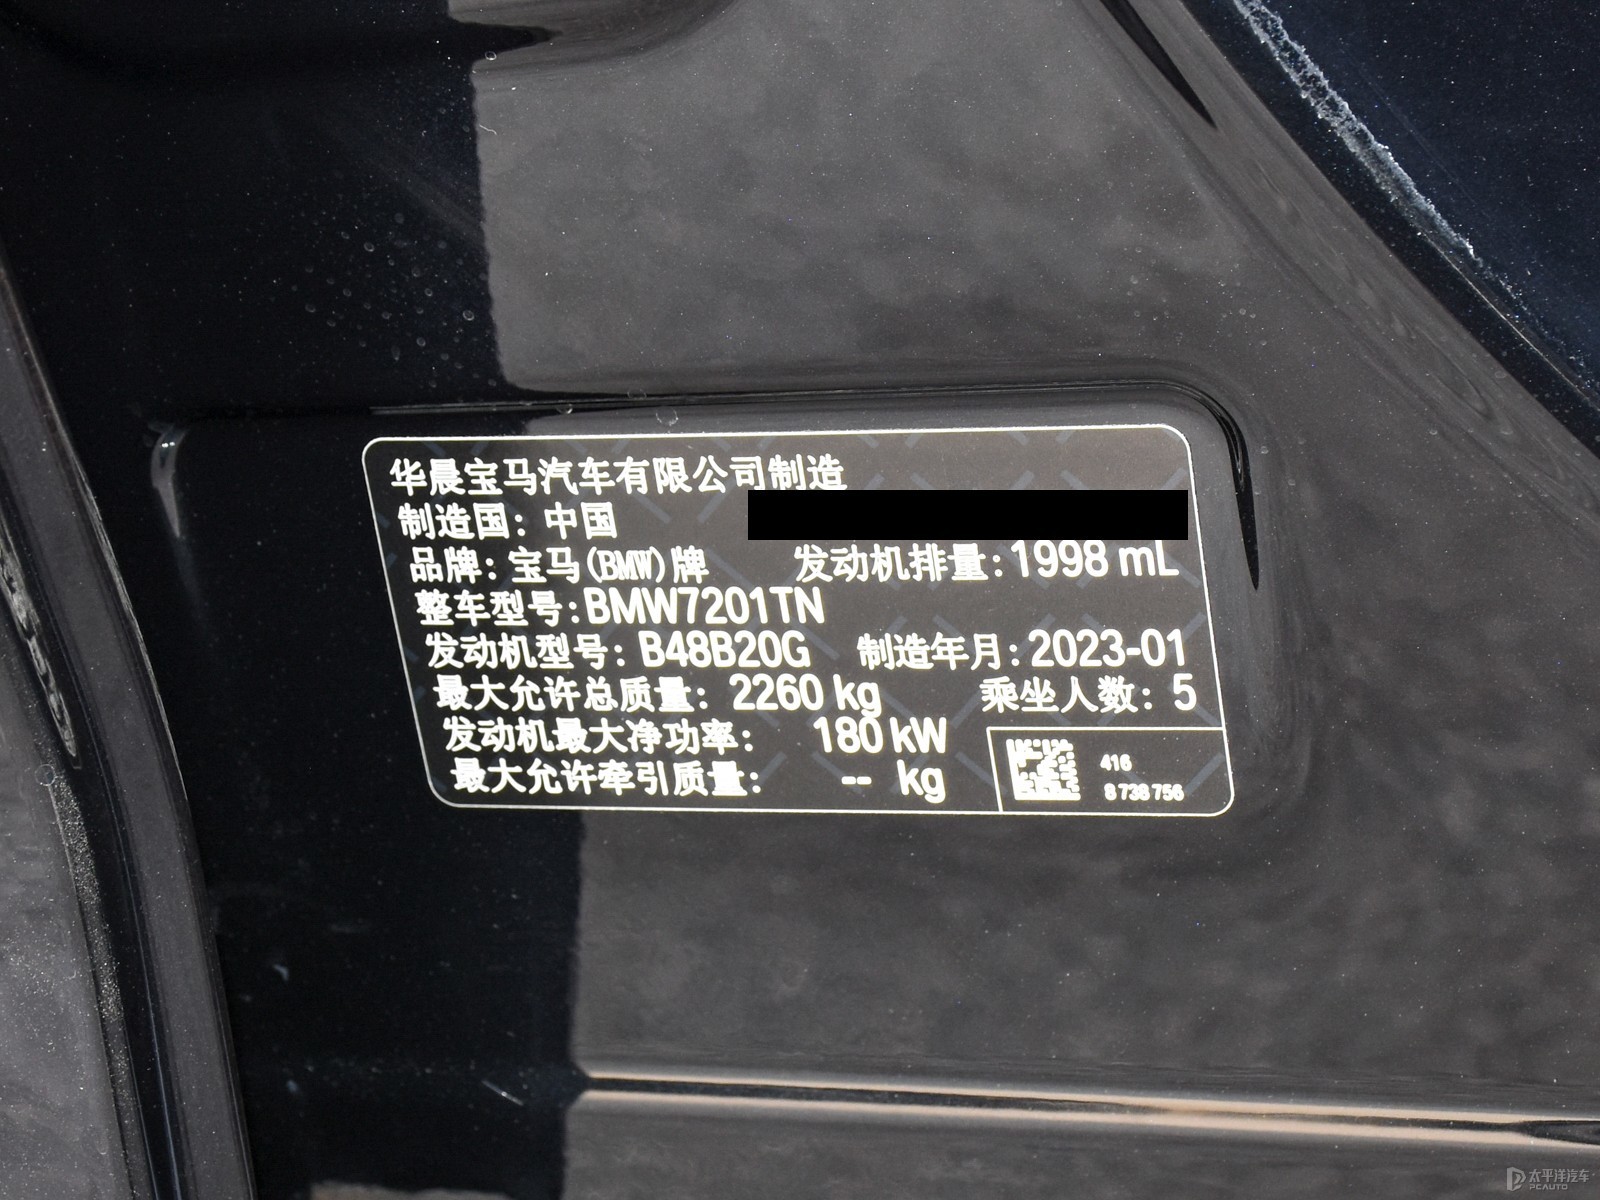 华晨宝马汽车有限公司制造
制造国：中国
品牌：宝马(BMW)牌 发动机排量：1998 mL
整车型号：BMW7201TN
发动机型号：B48B20G 制造年月：2023-01
最大允许总质量：2260 kg 乘坐人数：5
发动机最大净功率：180 kW
最大允许牵引质量：-- kg
416
8 738 756
太平洋汽车
PCAUTO